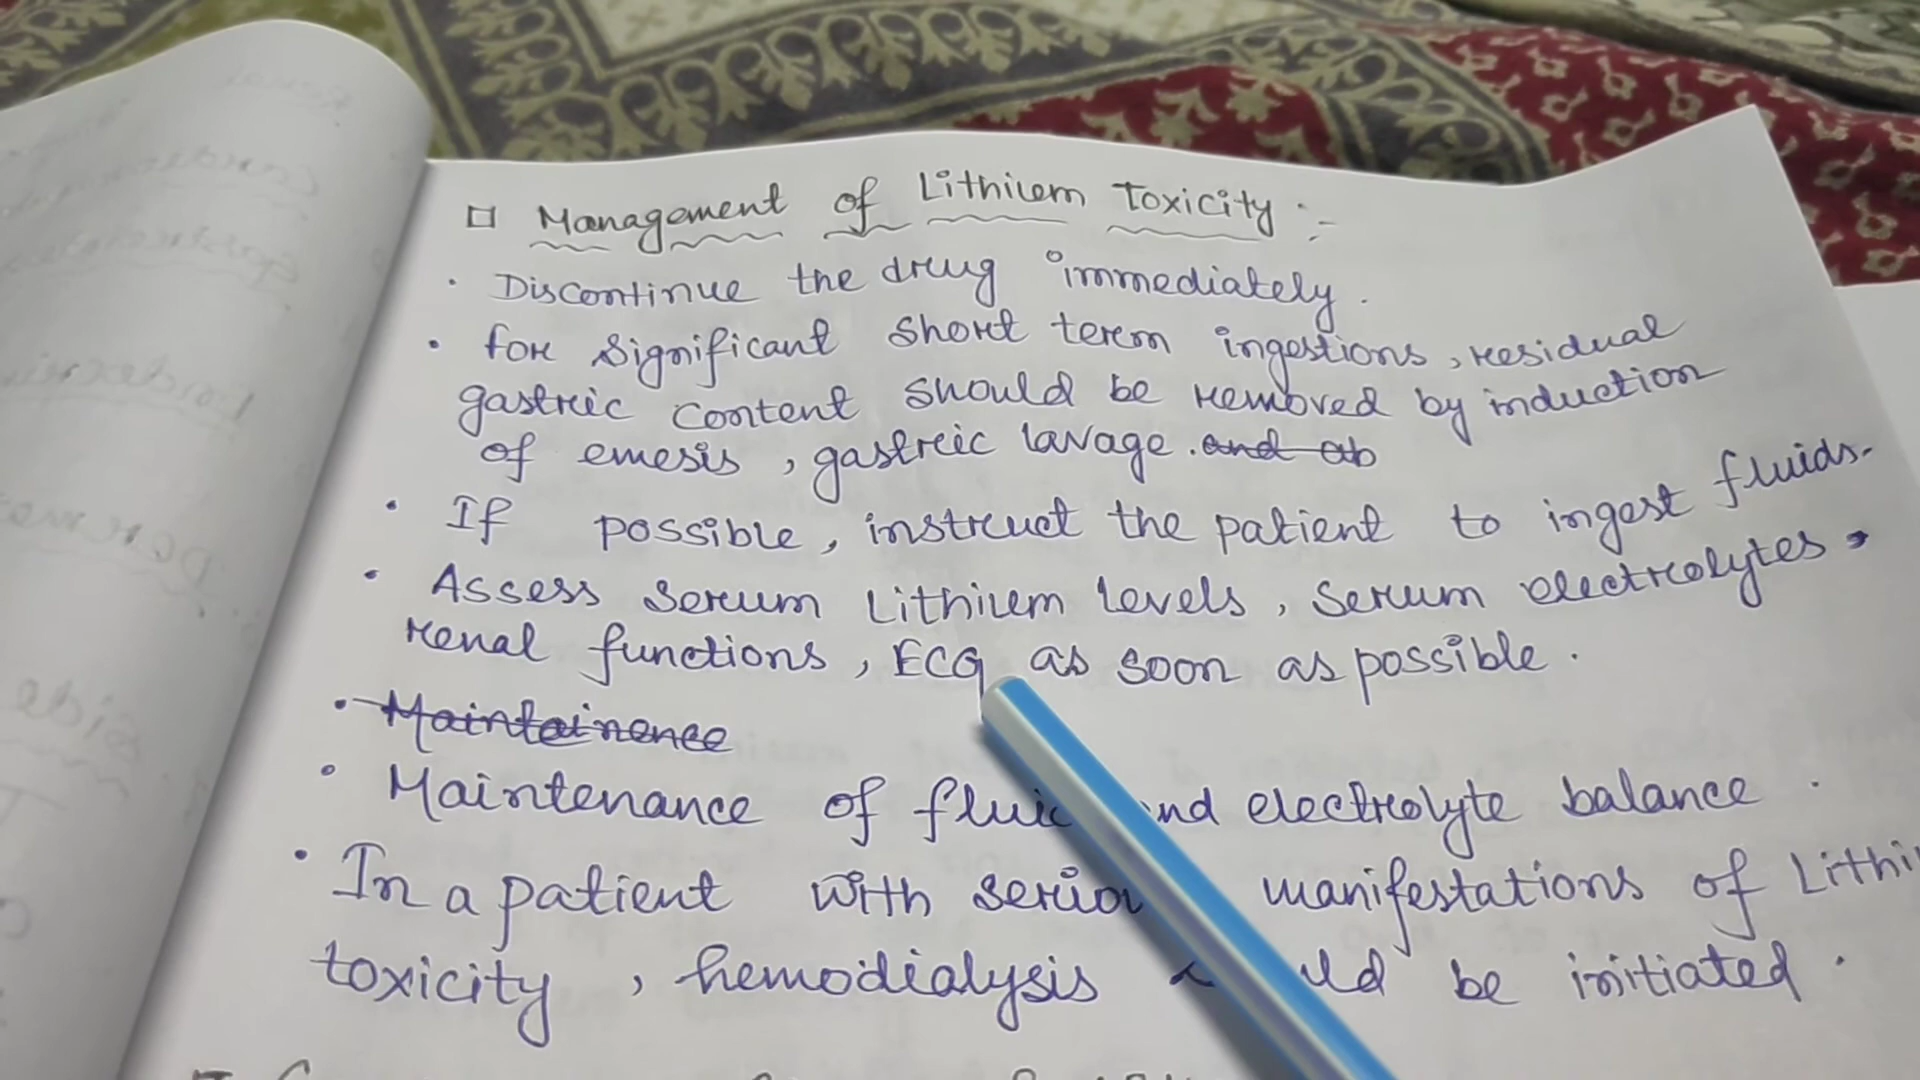 □ Management of Lithium Toxicity :-
• Discontinue the drug immediately.
• for significant short term ingestions, residual
gastric content should be removed by induction
of emesis, gastric lavage. and ab
• If possible, instruct the patient to ingest fluids.
• Assess serum Lithium levels, serum electrolytes,
renal functions, ECG as soon as possible.
• Maintainence
• Maintenance of and electrolyte balance.
• In a patient with manifestations of
toxicity, hemodialysis be initiated.